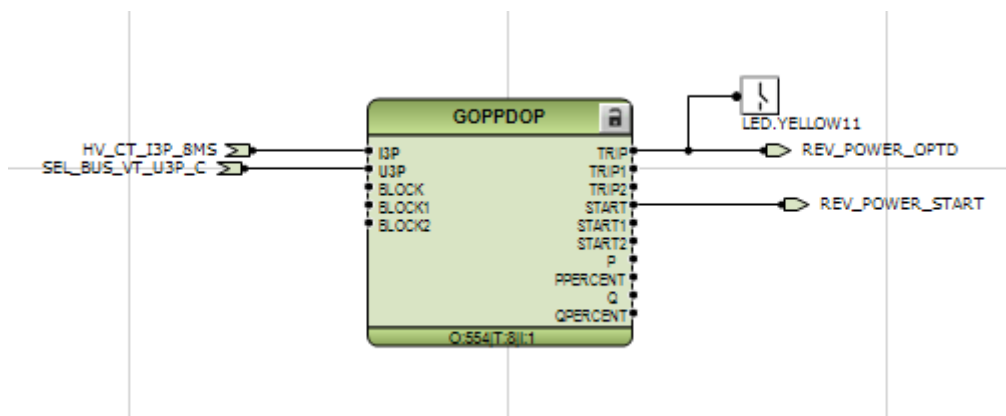 GOPPDOP
LED.YELLOW11
HV_CT_I3P_8MS
SEL_BUS_VT_U3P_C
I3P
U3P
BLOCK
BLOCK1
BLOCK2
TRIP
TRIP1
TRIP2
START
START1
START2
P
PPERCENT
Q
QPERCENT
REV_POWER_OPTD
REV_POWER_START
O:554|T:8|I:1